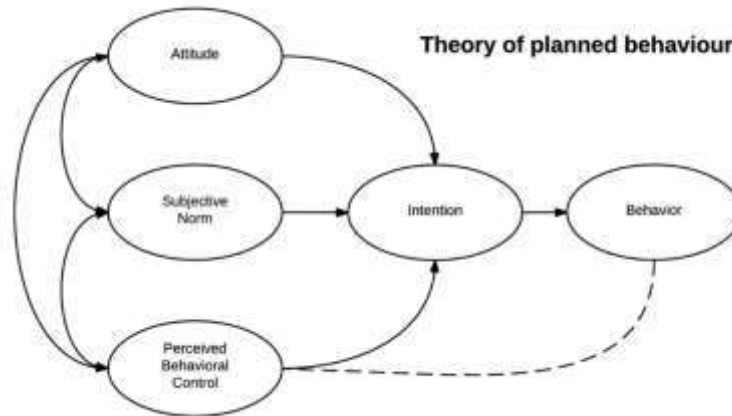 Theory of planned behaviour
Attitude
Subjective
Norm
Intention
Behavior
Perceived
Behavioral
Control